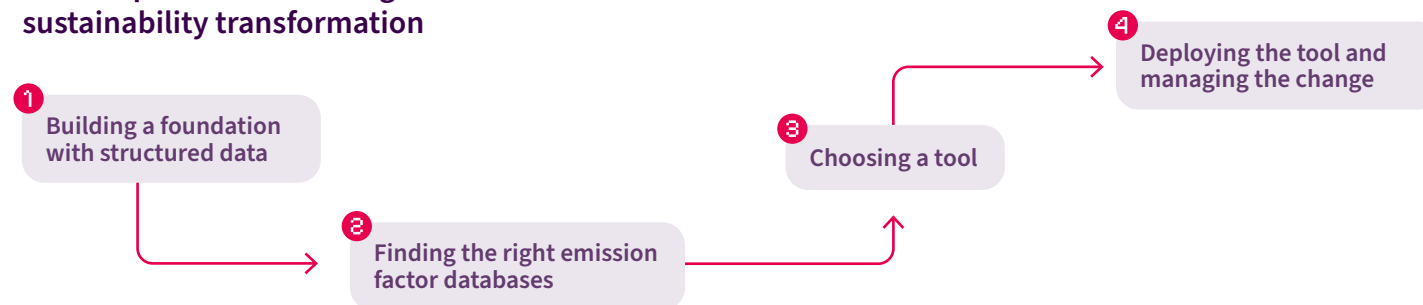 sustainability transformation
1
Building a foundation
with structured data
2
Finding the right emission
factor databases
3
Choosing a tool
4
Deploying the tool and
managing the change